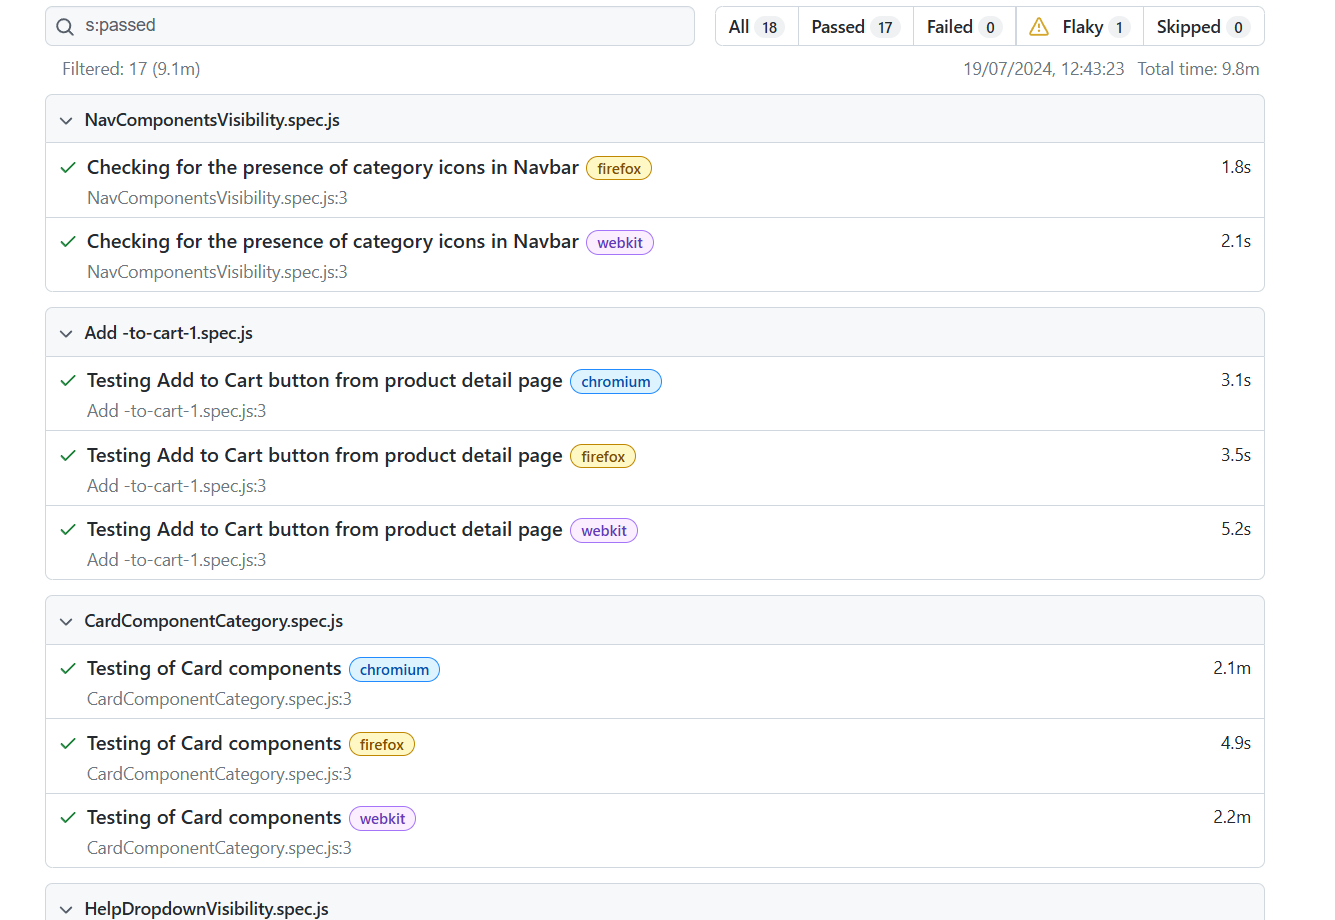 s:passed
All 18 Passed 17 Failed 0 Flaky 1 Skipped 0
Filtered: 17 (9.1m) 19/07/2024, 12:43:23 Total time: 9.8m
NavComponentsVisibility.spec.js
Checking for the presence of category icons in Navbar firefox 1.8s
NavComponentsVisibility.spec.js:3
Checking for the presence of category icons in Navbar webkit 2.1s
NavComponentsVisibility.spec.js:3
Add -to-cart-1.spec.js
Testing Add to Cart button from product detail page chromium 3.1s
Add -to-cart-1.spec.js:3
Testing Add to Cart button from product detail page firefox 3.5s
Add -to-cart-1.spec.js:3
Testing Add to Cart button from product detail page webkit 5.2s
Add -to-cart-1.spec.js:3
CardComponentCategory.spec.js
Testing of Card components chromium 2.1m
CardComponentCategory.spec.js:3
Testing of Card components firefox 4.9s
CardComponentCategory.spec.js:3
Testing of Card components webkit 2.2m
CardComponentCategory.spec.js:3
HelpDropdownVisibility.spec.js